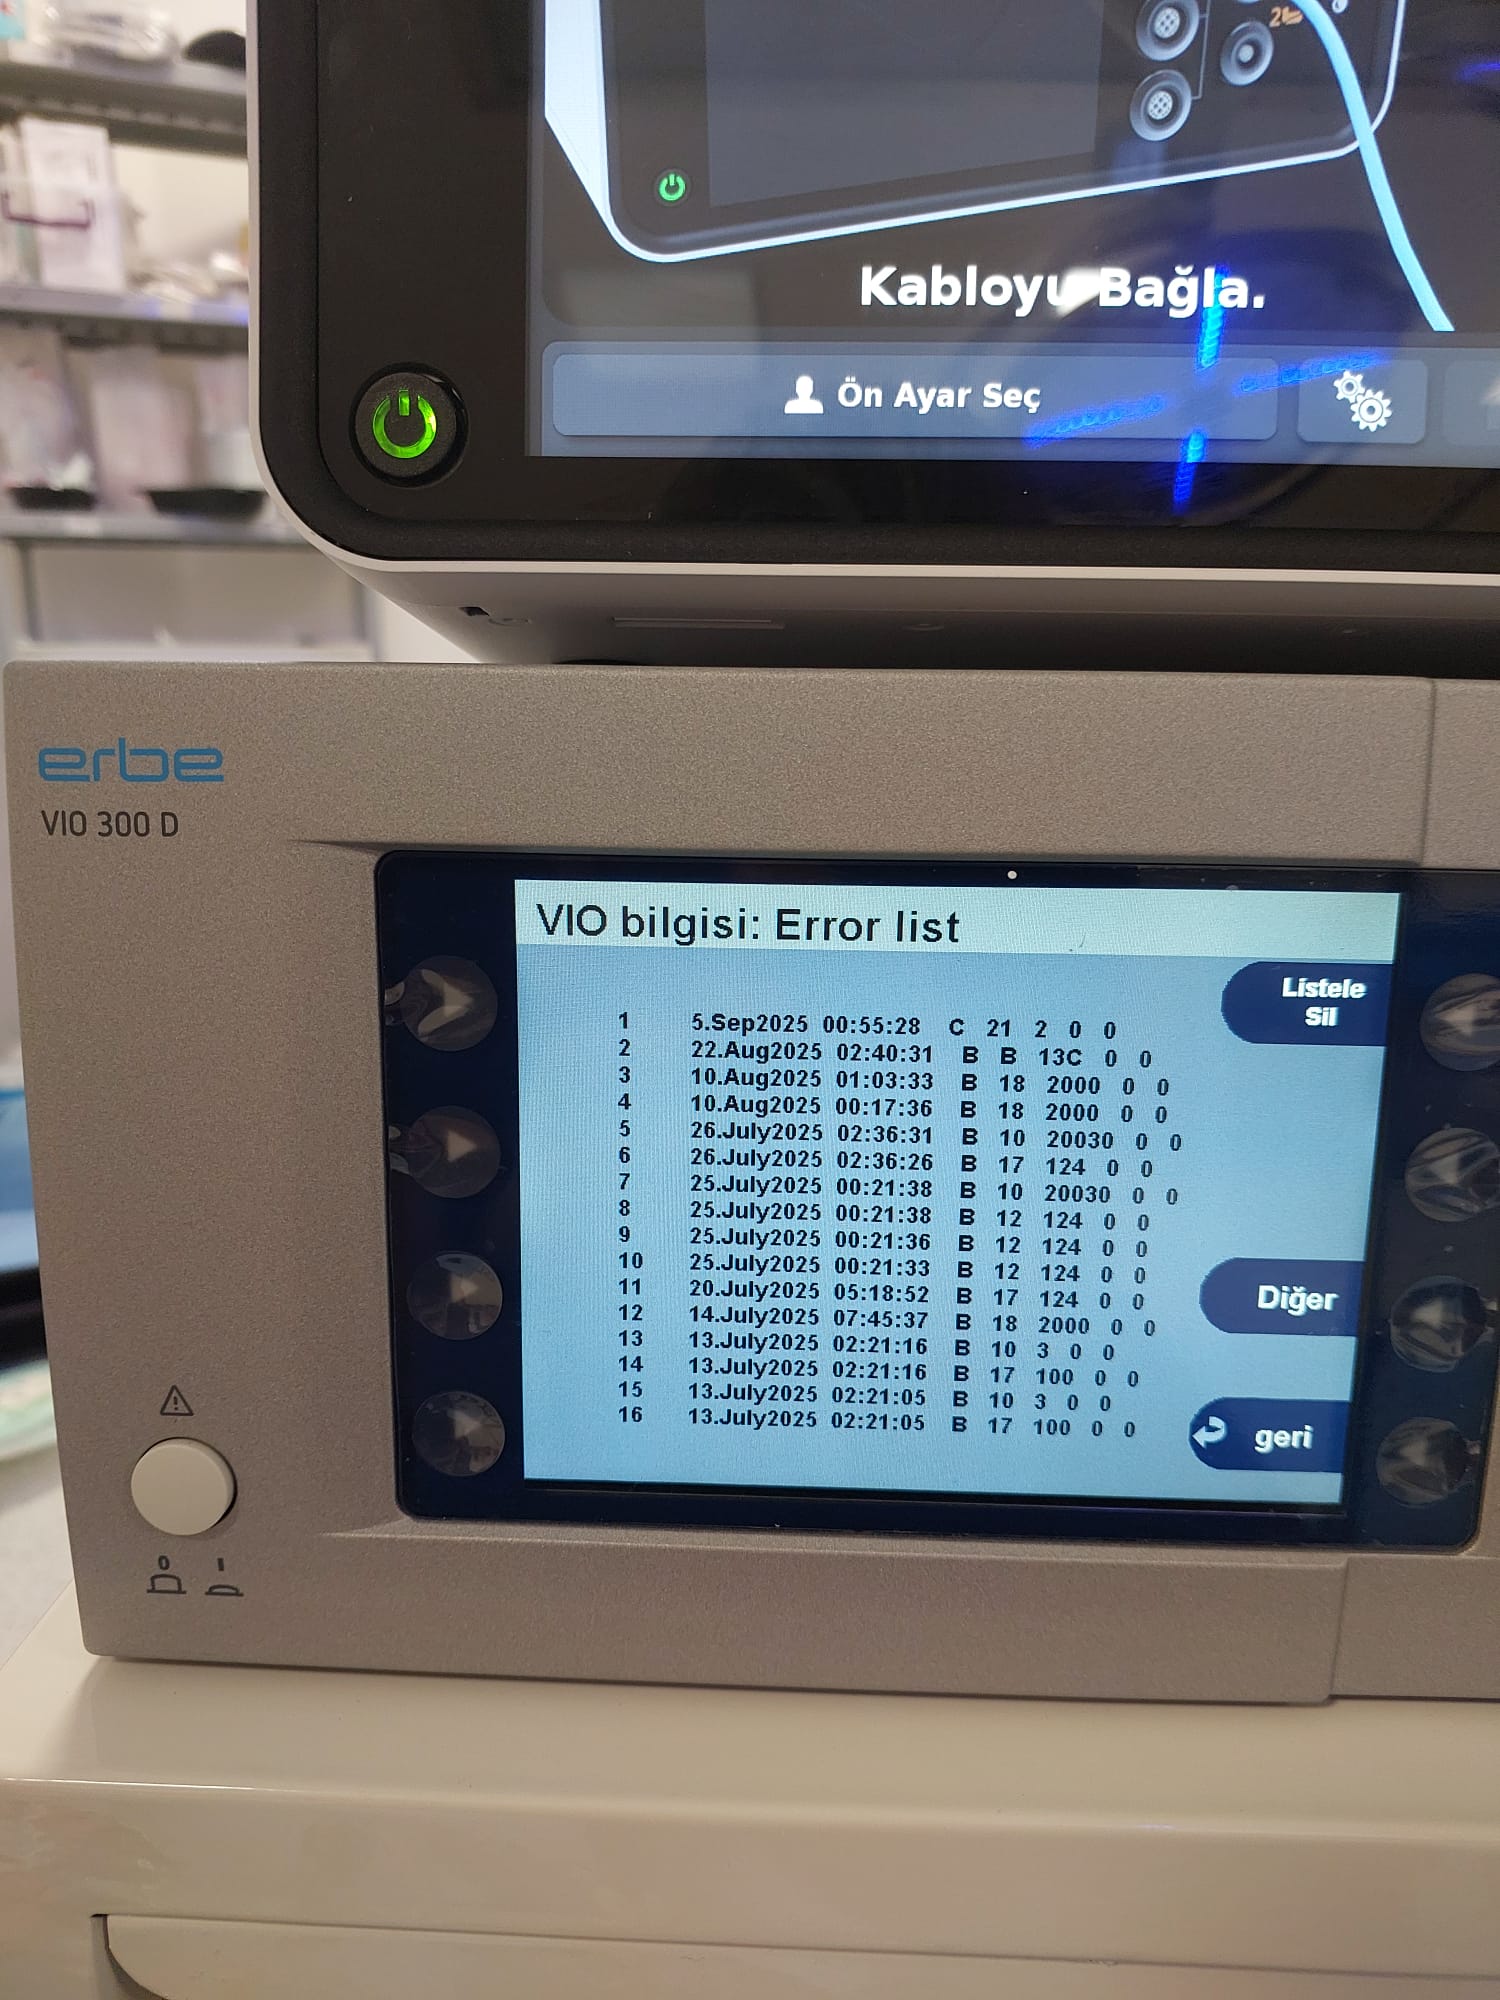 2
Kabloyu Bağla.
Ön Ayar Seç
erbe
VIO 300 D
VIO bilgisi: Error list
Listele
Sil
1 5.Sep2025 00:55:28 C 21 2 0 0
2 22.Aug2025 02:40:31 B B 13C 0 0
3 10.Aug2025 01:03:33 B 18 2000 0 0
4 10.Aug2025 00:17:36 B 18 2000 0 0
5 26.July2025 02:36:31 B 10 20030 0 0
6 26.July2025 02:36:26 B 17 124 0 0
7 25.July2025 00:21:38 B 10 20030 0 0
8 25.July2025 00:21:38 B 12 124 0 0
9 25.July2025 00:21:36 B 12 124 0 0
10 25.July2025 00:21:33 B 12 124 0 0
11 20.July2025 05:18:52 B 17 124 0 0
12 14.July2025 07:45:37 B 18 2000 0 0
13 13.July2025 02:21:16 B 10 3 0 0
14 13.July2025 02:21:16 B 17 100 0 0
15 13.July2025 02:21:05 B 10 3 0 0
16 13.July2025 02:21:05 B 17 100 0 0
Diğer
geri
0 I